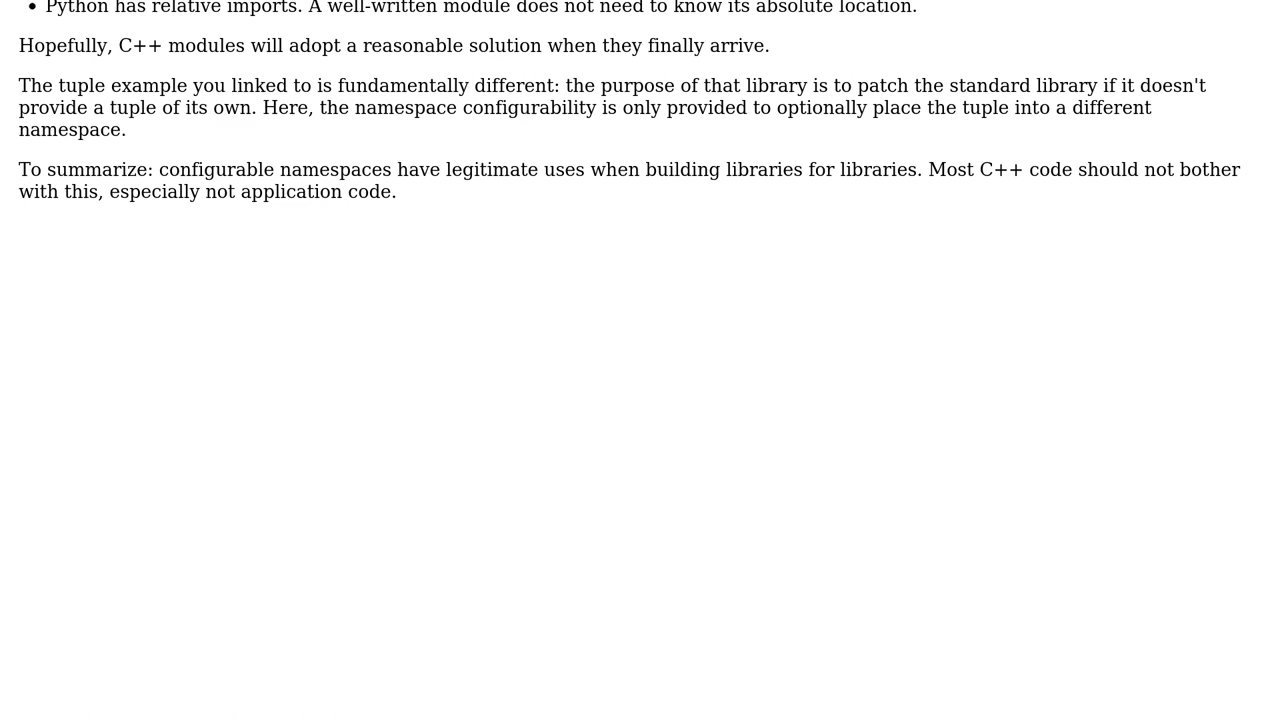 Python has relative imports. A well-written module does not need to know its absolute location.
Hopefully, C++ modules will adopt a reasonable solution when they finally arrive.
The tuple example you linked to is fundamentally different: the purpose of that library is to patch the standard library if it doesn't
provide a tuple of its own. Here, the namespace configurability is only provided to optionally place the tuple into a different
namespace.
To summarize: configurable namespaces have legitimate uses when building libraries for libraries. Most C++ code should not bother
with this, especially not application code.